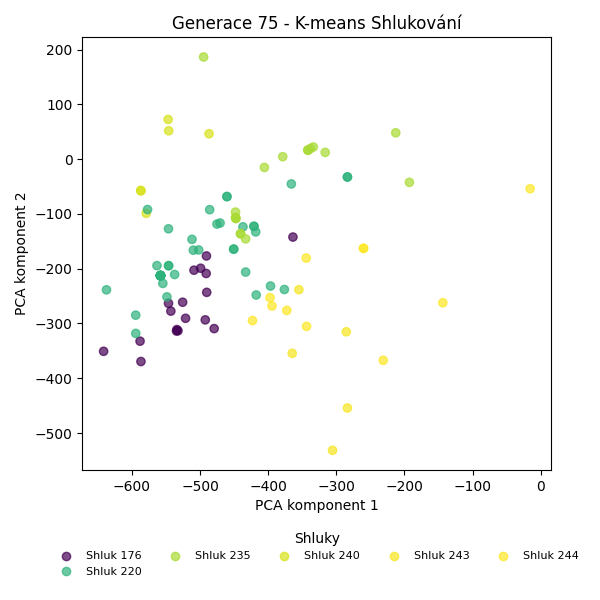 Generace 75 - K-means Shlukování
200
100
0
−100
−200
−300
−400
−500
PCA komponent 2
−600
−500
−400
−300
−200
−100
0
PCA komponent 1
Shluky
Shluk 176
Shluk 220
Shluk 235
Shluk 240
Shluk 243
Shluk 244